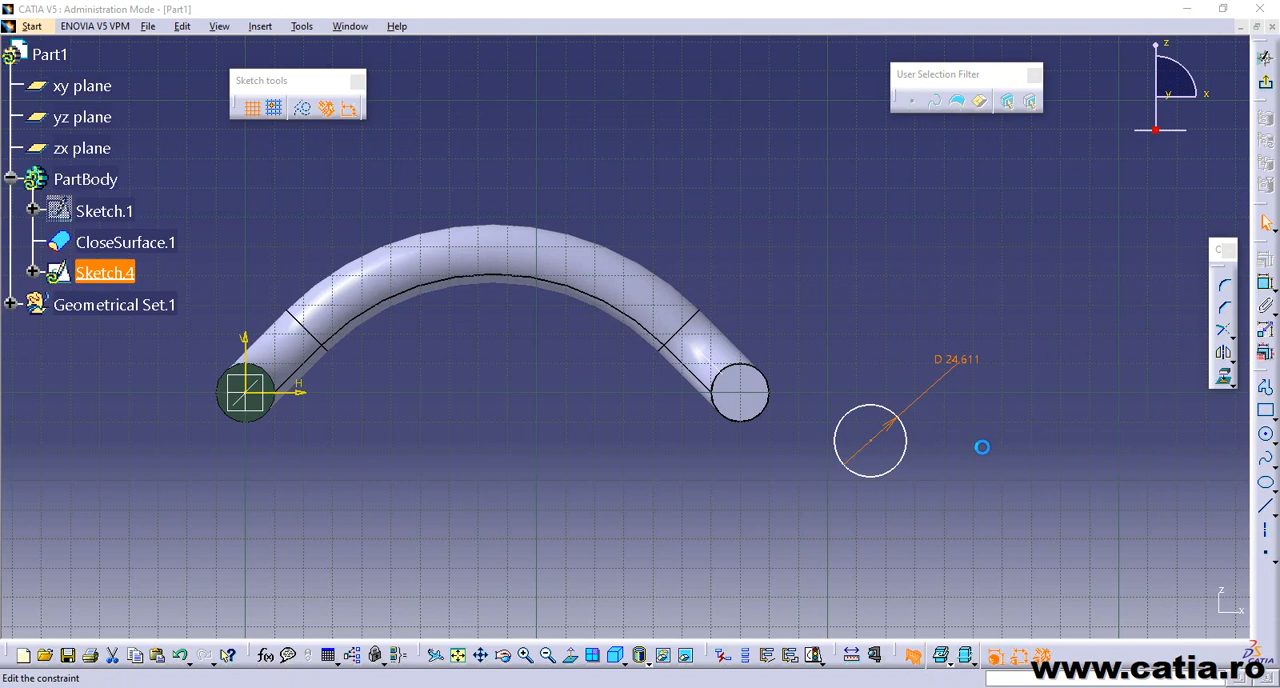 CATIA V5 : Administration Mode - [Part1]
Start ENOVIA V5 VPM File Edit View Insert Tools Window Help
Part1
xy plane
yz plane
zx plane
PartBody
Sketch.1
CloseSurface.1
Sketch.4
Geometrical Set.1
Sketch tools
User Selection Filter
z
y
x
C
V
H
D 24.611
z
x
Edit the constraint
www.catia.ro